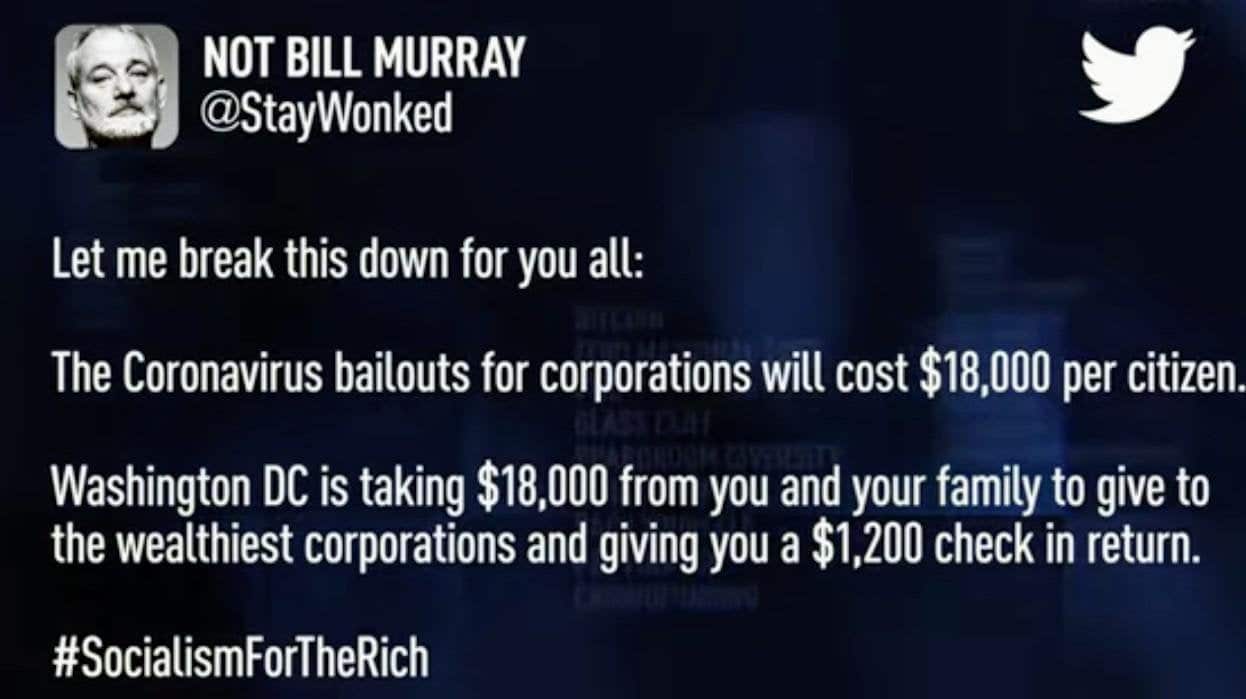 NOT BILL MURRAY
@StayWonked
Let me break this down for you all:
The Coronavirus bailouts for corporations will cost $18,000 per citizen.
Washington DC is taking $18,000 from you and your family to give to
the wealthiest corporations and giving you a $1,200 check in return.
#SocialismForTheRich